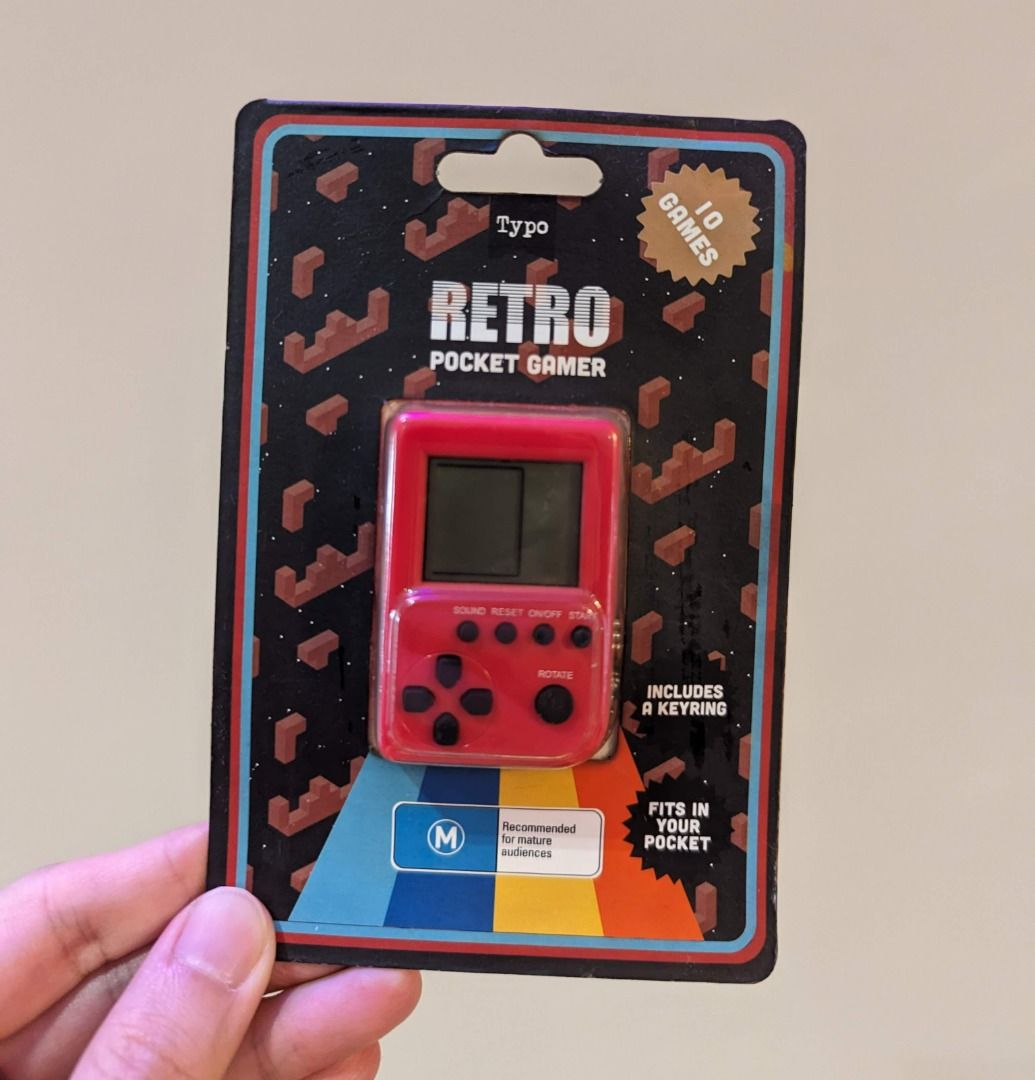 Typo
10
GAMES
RETRO
POCKET GAMER
SOUND RESET ON/OFF START
ROTATE
INCLUDES
A KEYRING
FITS IN
YOUR
POCKET
M
Recommended
for mature
audiences